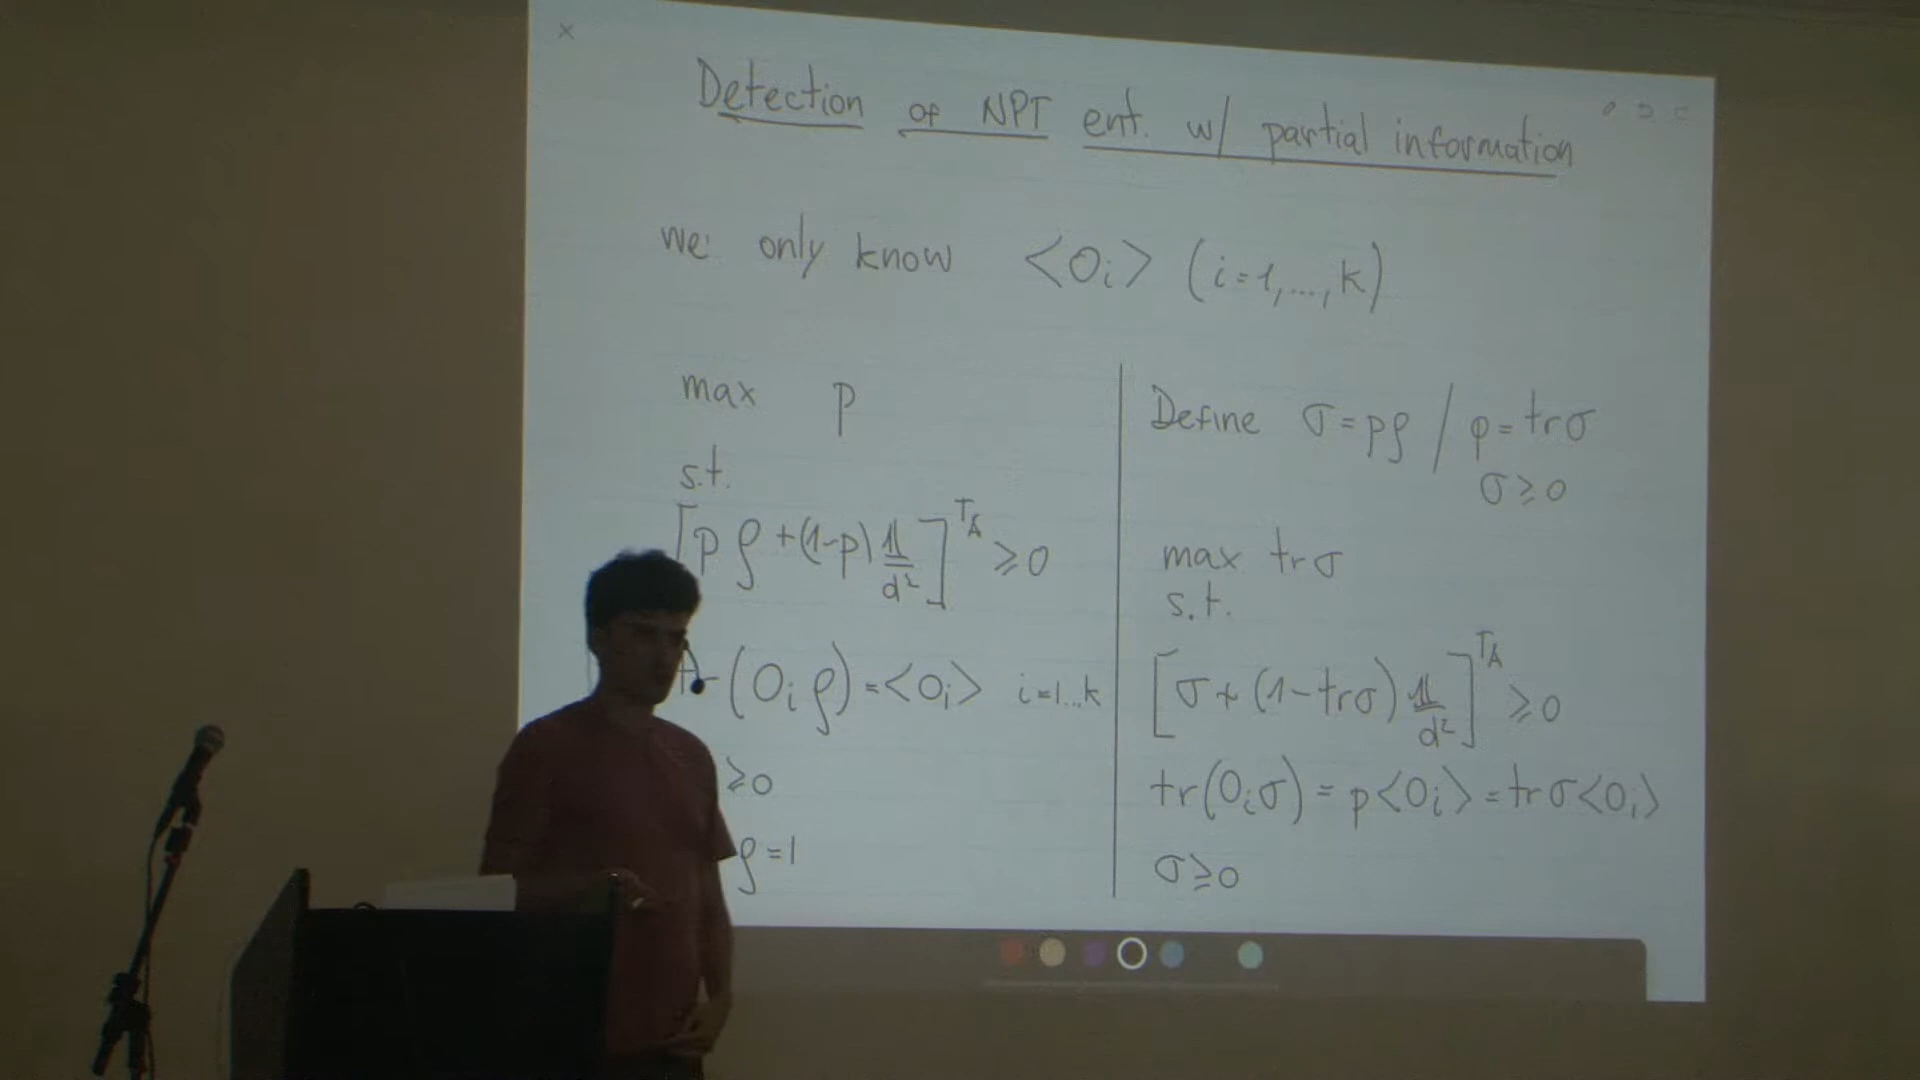 Detection of NPT ent. w/ partial information
we only know <O_i> (i=1,...,k)
max p
s.t.
[pρ+(1-p)𝟙/d²]^{T_A} ≥ 0
(O_i ρ) = <O_i> i=1...k
≥0
ρ=1
Define σ=pρ / p=trσ
σ≥0
max trσ
s.t.
[σ+(1-trσ)𝟙/d²]^{T_A} ≥ 0
tr(O_iσ) = p<O_i> = trσ<O_i>
σ≥0